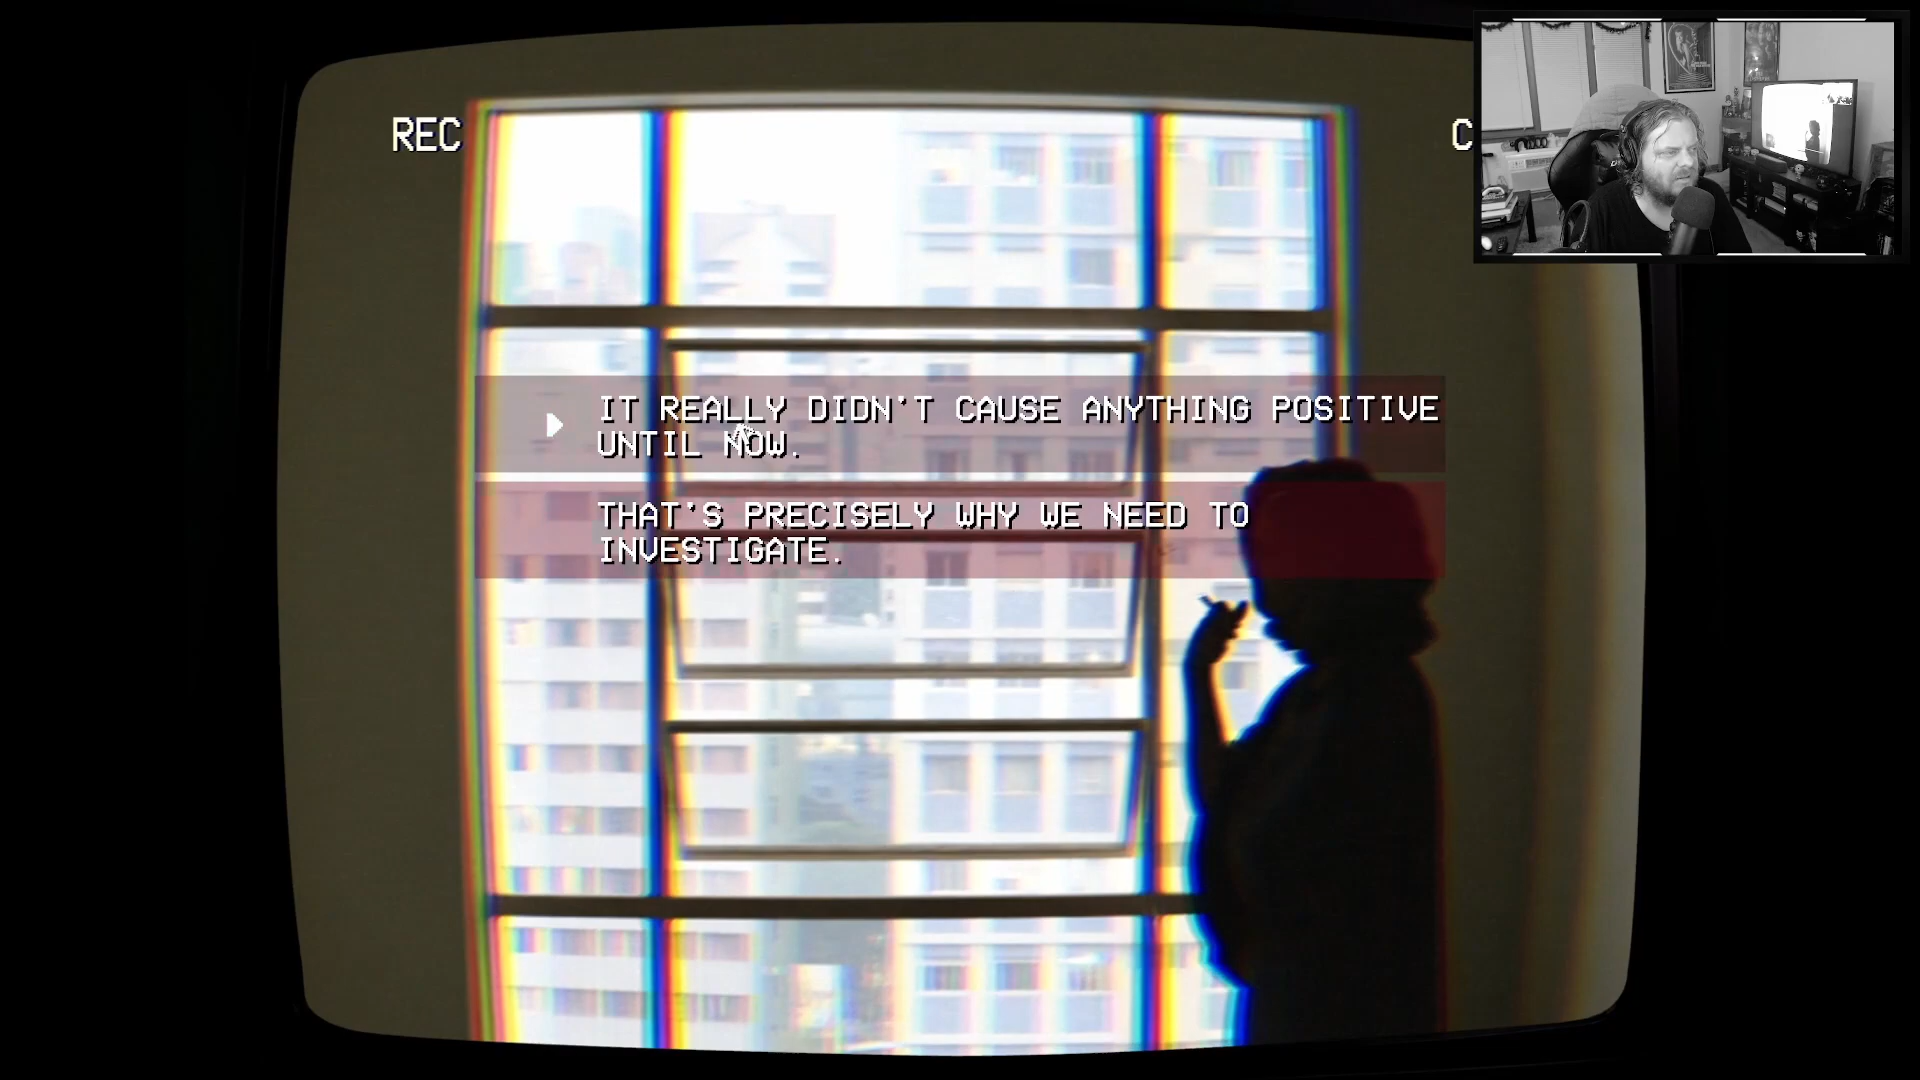 REC
C
IT REALLY DIDN'T CAUSE ANYTHING POSITIVE
UNTIL NOW.
THAT'S PRECISELY WHY WE NEED TO
INVESTIGATE.